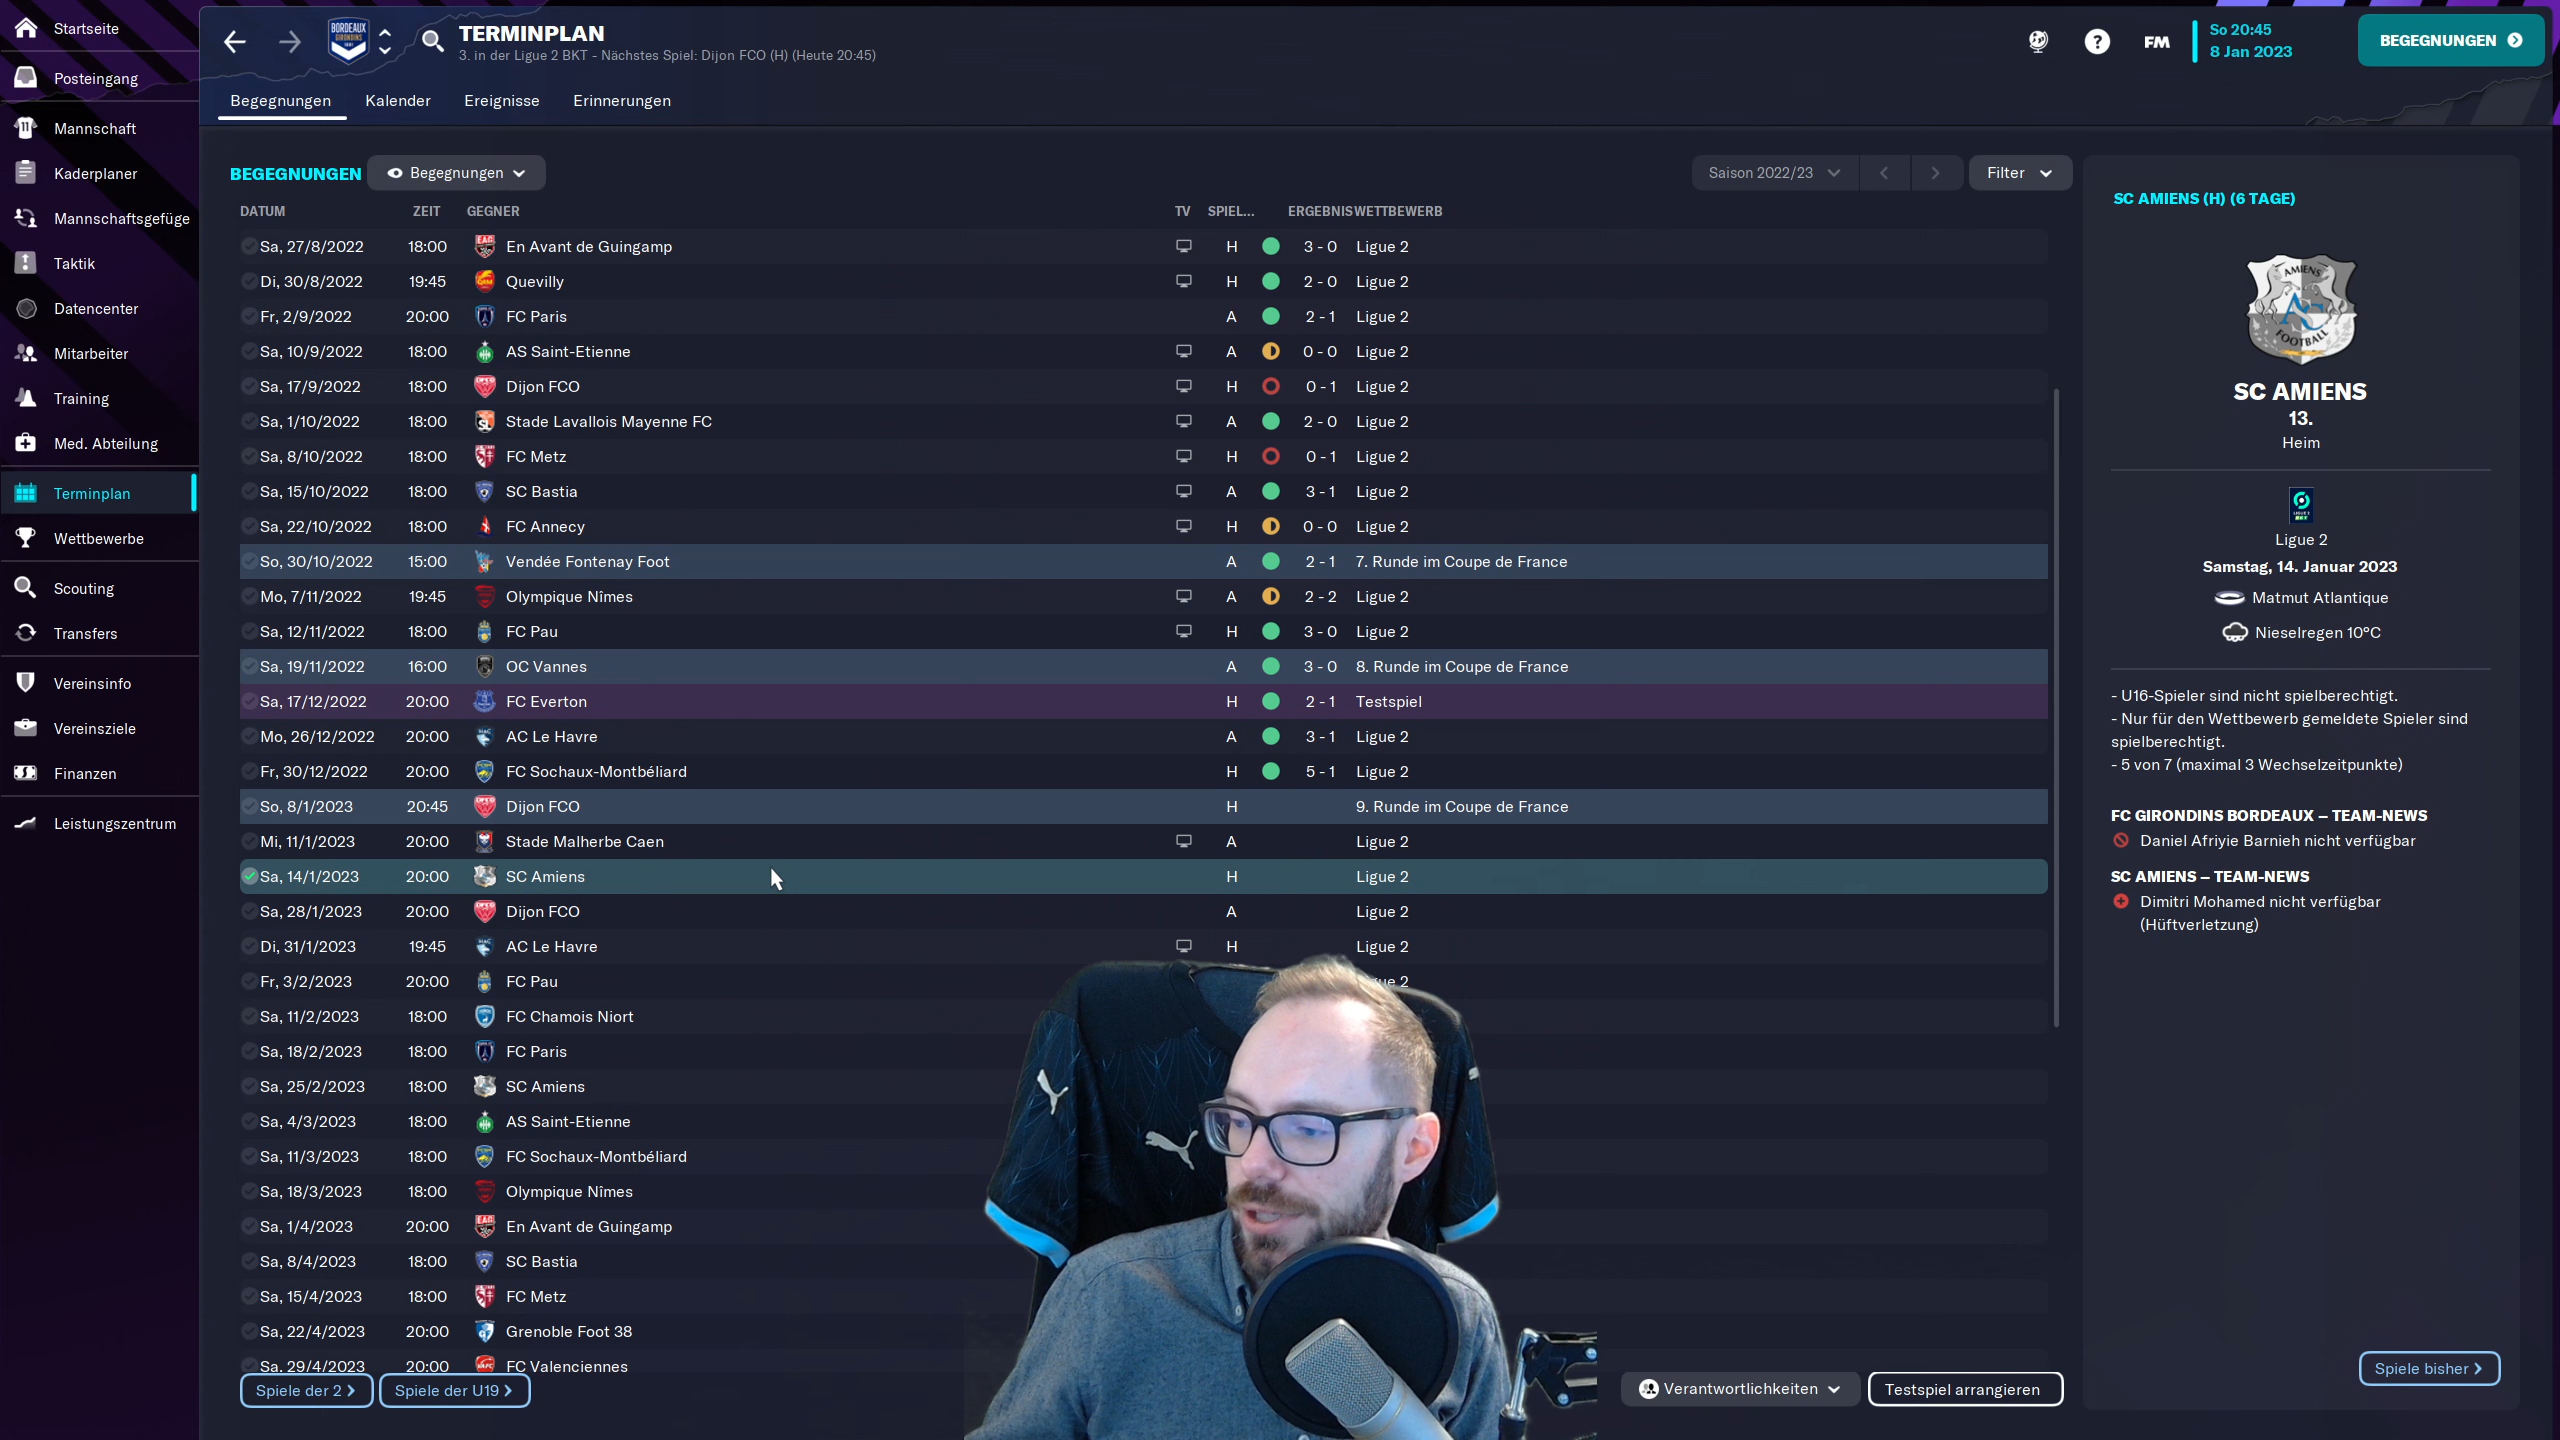 Startseite
Posteingang
Mannschaft
Kaderplaner
Mannschaftsgefüge
Taktik
Datencenter
Mitarbeiter
Training
Med. Abteilung
Terminplan
Wettbewerbe
Scouting
Transfers
Vereinsinfo
Vereinsziele
Finanzen
Leistungszentrum
BORDEAUX
GIRONDINS
TERMINPLAN
3. in der Ligue 2 BKT - Nächstes Spiel: Dijon FCO (H) (Heute 20:45)
?
FM
So 20:45
8 Jan 2023
BEGEGNUNGEN
Begegnungen Kalender Ereignisse Erinnerungen
BEGEGNUNGEN Begegnungen Saison 2022/23 Filter
DATUM ZEIT GEGNER TV SPIEL... ERGEBNIS WETTBEWERB
Sa, 27/8/2022 18:00 En Avant de Guingamp H 3 - 0 Ligue 2
Di, 30/8/2022 19:45 Quevilly H 2 - 0 Ligue 2
Fr, 2/9/2022 20:00 FC Paris A 2 - 1 Ligue 2
Sa, 10/9/2022 18:00 AS Saint-Etienne A 0 - 0 Ligue 2
Sa, 17/9/2022 18:00 Dijon FCO H 0 - 1 Ligue 2
Sa, 1/10/2022 18:00 Stade Lavallois Mayenne FC A 2 - 0 Ligue 2
Sa, 8/10/2022 18:00 FC Metz H 0 - 1 Ligue 2
Sa, 15/10/2022 18:00 SC Bastia A 3 - 1 Ligue 2
Sa, 22/10/2022 18:00 FC Annecy H 0 - 0 Ligue 2
So, 30/10/2022 15:00 Vendée Fontenay Foot A 2 - 1 7. Runde im Coupe de France
Mo, 7/11/2022 19:45 Olympique Nîmes A 2 - 2 Ligue 2
Sa, 12/11/2022 18:00 FC Pau H 3 - 0 Ligue 2
Sa, 19/11/2022 16:00 OC Vannes A 3 - 0 8. Runde im Coupe de France
Sa, 17/12/2022 20:00 FC Everton H 2 - 1 Testspiel
Mo, 26/12/2022 20:00 AC Le Havre A 3 - 1 Ligue 2
Fr, 30/12/2022 20:00 FC Sochaux-Montbéliard H 5 - 1 Ligue 2
So, 8/1/2023 20:45 Dijon FCO H 9. Runde im Coupe de France
Mi, 11/1/2023 20:00 Stade Malherbe Caen A Ligue 2
Sa, 14/1/2023 20:00 SC Amiens H Ligue 2
Sa, 28/1/2023 20:00 Dijon FCO A Ligue 2
Di, 31/1/2023 19:45 AC Le Havre H Ligue 2
Fr, 3/2/2023 20:00 FC Pau gue 2
Sa, 11/2/2023 18:00 FC Chamois Niort
Sa, 18/2/2023 18:00 FC Paris
Sa, 25/2/2023 18:00 SC Amiens
Sa, 4/3/2023 18:00 AS Saint-Etienne
Sa, 11/3/2023 18:00 FC Sochaux-Montbéliard
Sa, 18/3/2023 18:00 Olympique Nîmes
Sa, 1/4/2023 20:00 En Avant de Guingamp
Sa, 8/4/2023 18:00 SC Bastia
Sa, 15/4/2023 18:00 FC Metz
Sa, 22/4/2023 20:00 Grenoble Foot 38
Sa, 29/4/2023 20:00 FC Valenciennes
Spiele der 2 Spiele der U19 Verantwortlichkeiten Testspiel arrangieren
SC AMIENS (H) (6 TAGE)
AMIENS
FOOTBALL
SC AMIENS
13.
Heim
Ligue 2
Samstag, 14. Januar 2023
Matmut Atlantique
Nieselregen 10°C
- U16-Spieler sind nicht spielberechtigt.
- Nur für den Wettbewerb gemeldete Spieler sind
spielberechtigt.
- 5 von 7 (maximal 3 Wechselzeitpunkte)
FC GIRONDINS BORDEAUX – TEAM-NEWS
Daniel Afriyie Barnieh nicht verfügbar
SC AMIENS – TEAM-NEWS
Dimitri Mohamed nicht verfügbar
(Hüftverletzung)
Spiele bisher